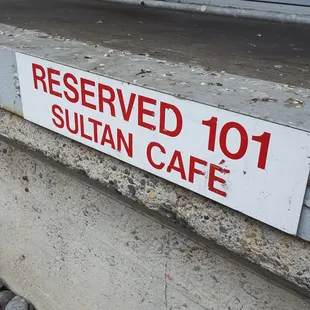 RESERVED 101
SULTAN CAFÉ